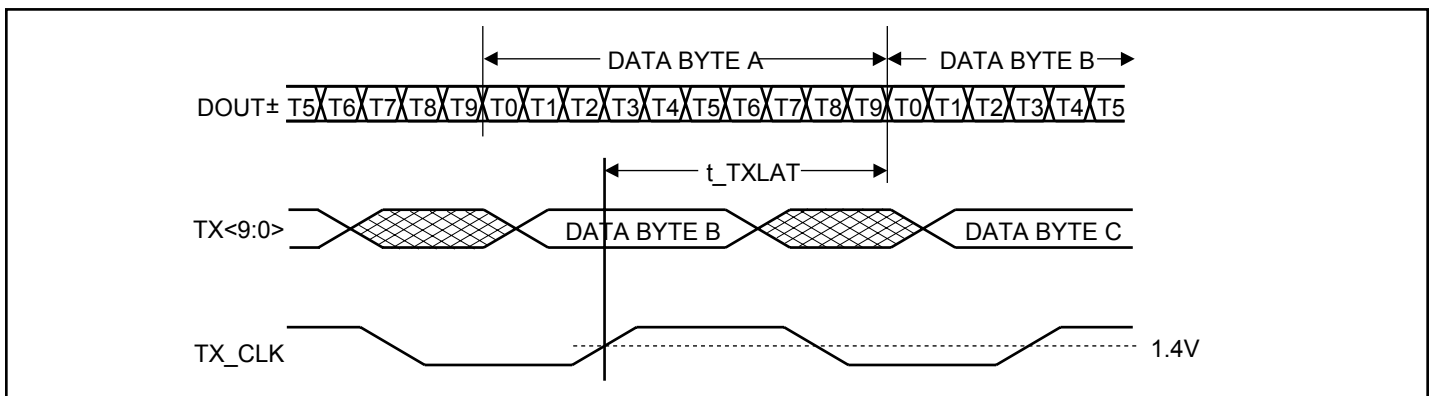 DATA BYTE A DATA BYTE B
DOUT± T5 T6 T7 T8 T9 T0 T1 T2 T3 T4 T5 T6 T7 T8 T9 T0 T1 T2 T3 T4 T5
t_TXLAT
TX<9:0> DATA BYTE B DATA BYTE C
TX_CLK 1.4V